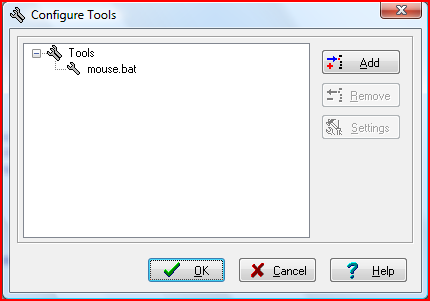 Configure Tools
Tools
mouse.bat
Add
Remove
Settings
OK
Cancel
Help